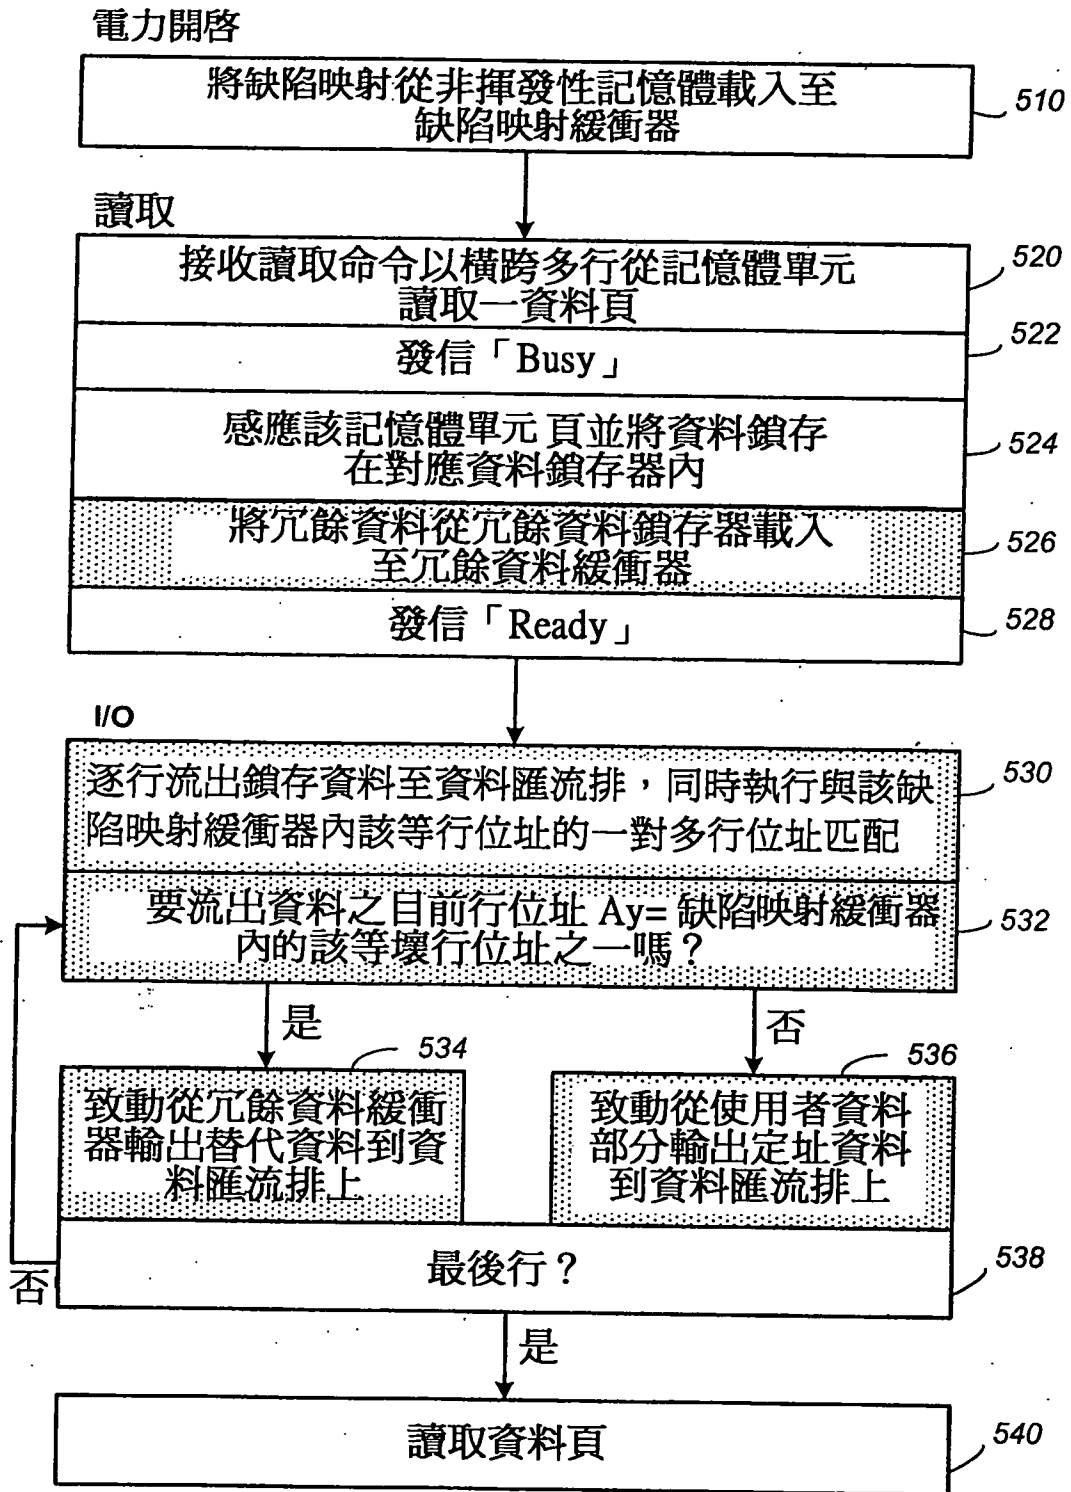 電力開啓
將缺陷映射從非揮發性記憶體載入至
缺陷映射緩衝器
510
讀取
接收讀取命令以橫跨多行從記憶體單元
讀取一資料頁
520
發信「Busy」
522
感應該記憶體單元 頁並將資料鎖存
在對應資料鎖存器內
524
將冗餘資料從冗餘資料鎖存器載入
至冗餘資料緩衝器
526
發信「Ready」
528
I/O
逐行流出鎖存資料至資料匯流排，同時執行與該缺
陷映射緩衝器內該等行位址的一對多行位址匹配
530
要流出資料之目前行位址 Ay= 缺陷映射緩衝器
內的該等壞行位址之一嗎？
532
是
否
534
致動從冗餘資料緩衝
器輸出替代資料到資
料匯流排上
536
致動從使用者資料
部分輸出定址資料
到資料匯流排上
最後行？
538
否
是
讀取資料頁
540